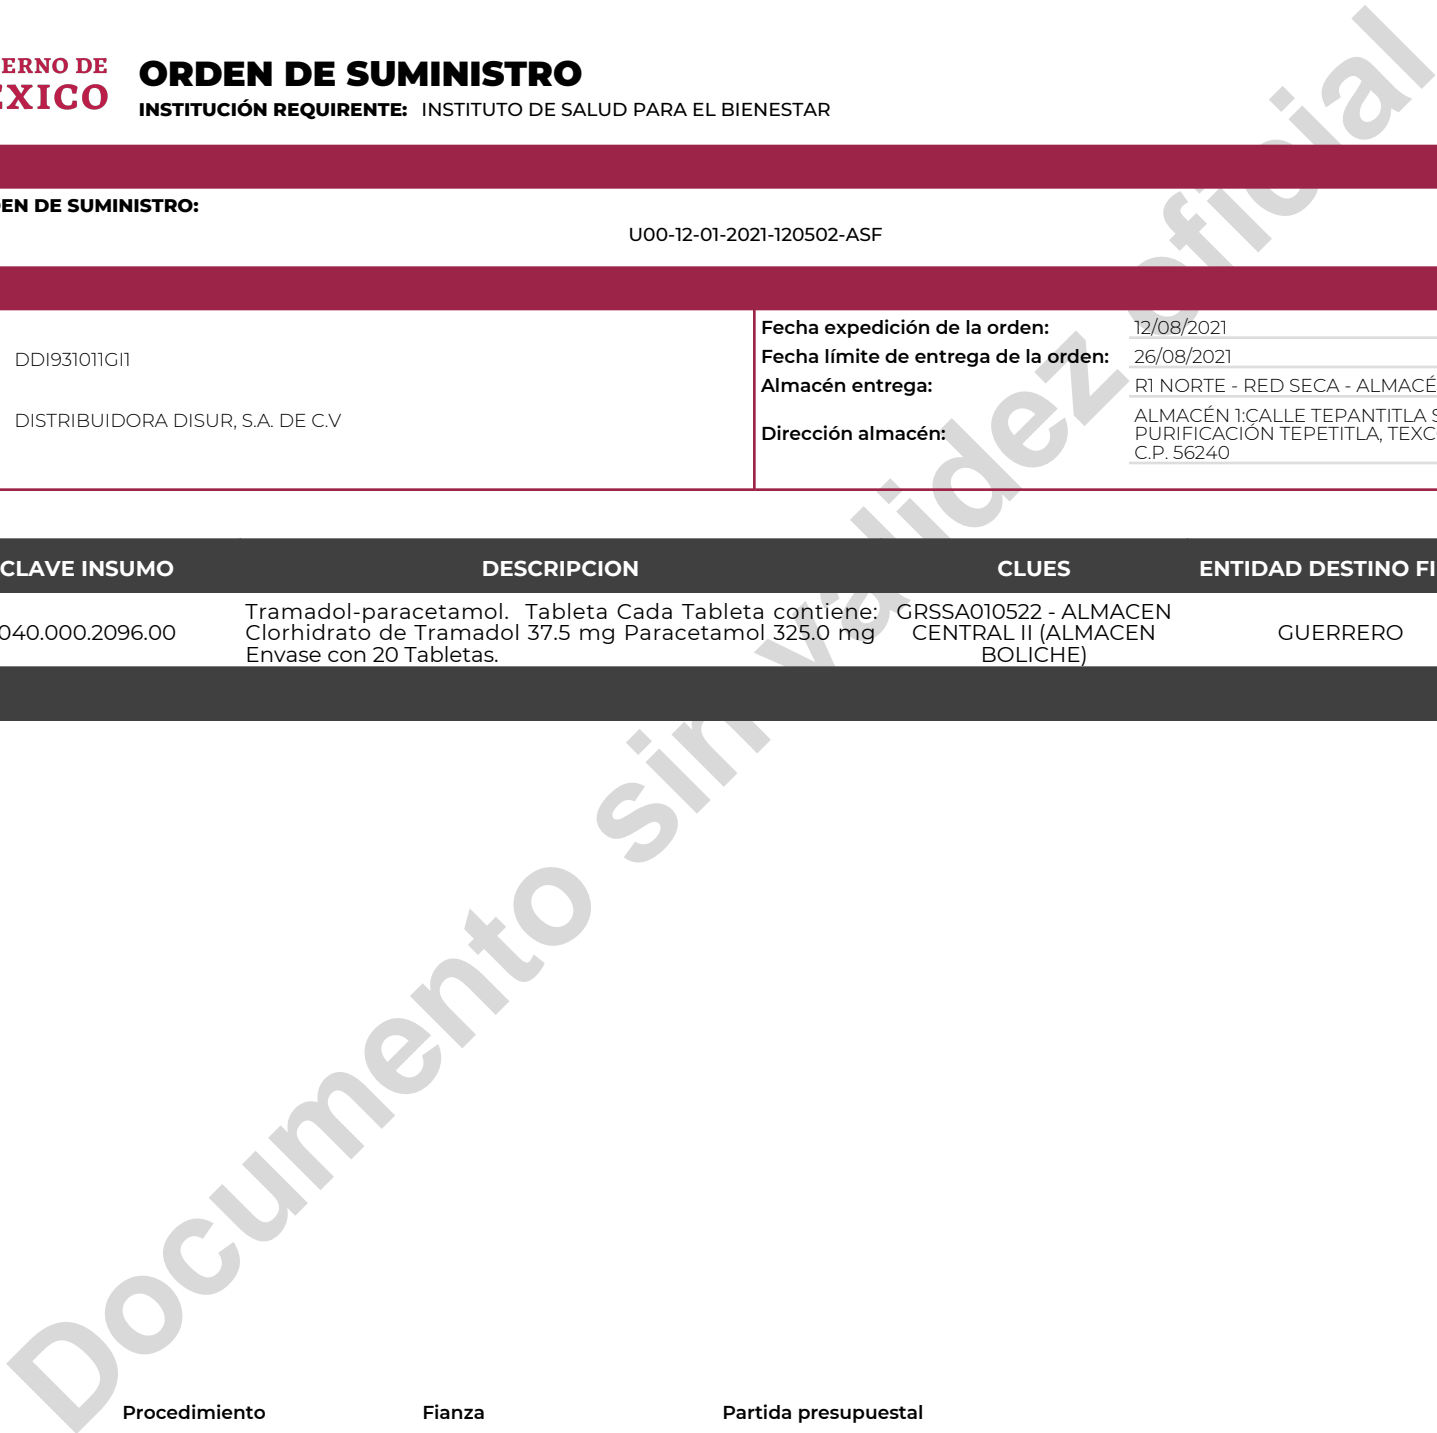 ERNO DE
EXICO
ORDEN DE SUMINISTRO
INSTITUCIÓN REQUIRENTE: INSTITUTO DE SALUD PARA EL BIENESTAR
EN DE SUMINISTRO:
U00-12-01-2021-120502-ASF
DDI931011GI1
DISTRIBUIDORA DISUR, S.A. DE C.V
Fecha expedición de la orden: 12/08/2021
Fecha límite de entrega de la orden: 26/08/2021
Almacén entrega: R1 NORTE - RED SECA - ALMACÉ
Dirección almacén:
ALMACÉN 1:CALLE TEPANTITLA S
PURIFICACIÓN TEPETITLA, TEXC
C.P. 56240
CLAVE INSUMO DESCRIPCION CLUES ENTIDAD DESTINO FI
040.000.2096.00
Tramadol-paracetamol. Tableta Cada Tableta contiene:
Clorhidrato de Tramadol 37.5 mg Paracetamol 325.0 mg
Envase con 20 Tabletas.
GRSSA010522 - ALMACEN
CENTRAL II (ALMACEN
BOLICHE)
GUERRERO
Documento sin validez oficial
Procedimiento Fianza Partida presupuestal